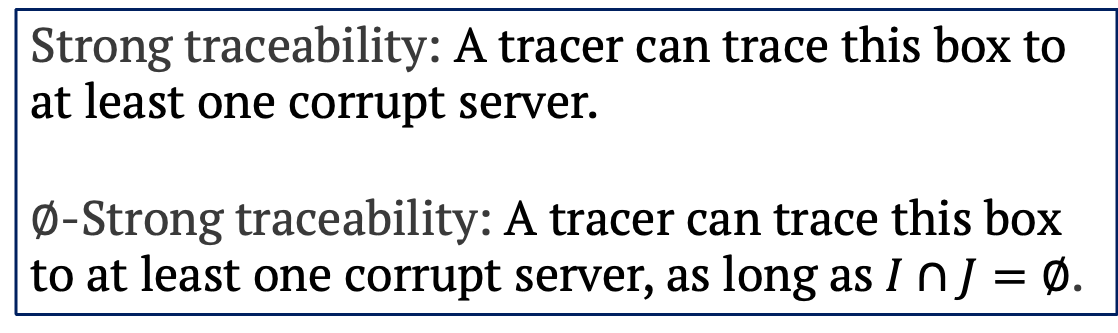 Strong traceability: A tracer can trace this box to
at least one corrupt server.
∅-Strong traceability: A tracer can trace this box
to at least one corrupt server, as long as I ∩ J = ∅.